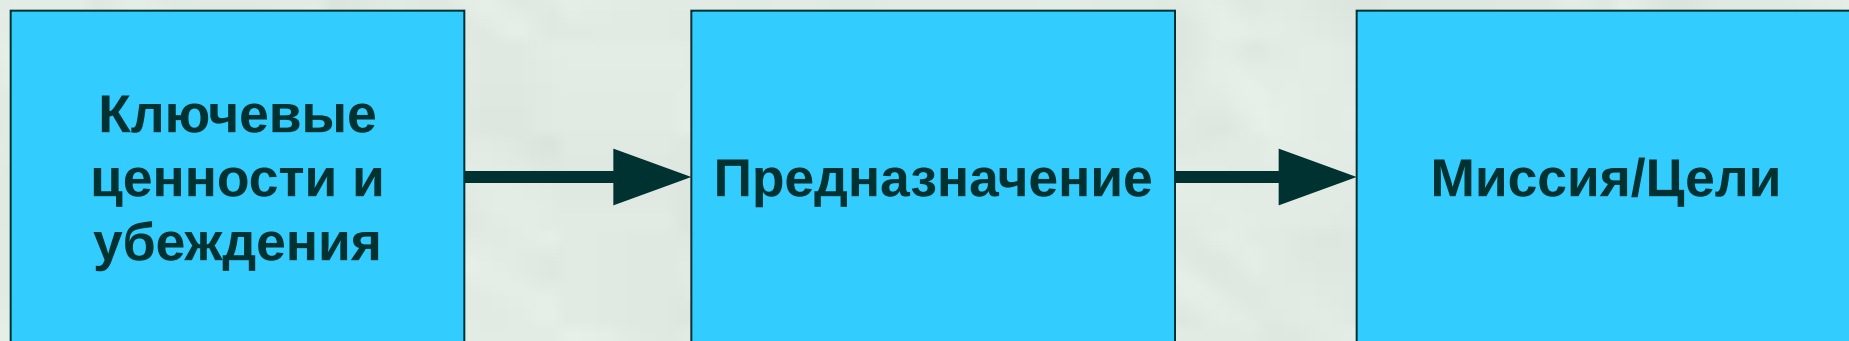 Ключевые
ценности и
убеждения
Предназначение
Миссия/Цели